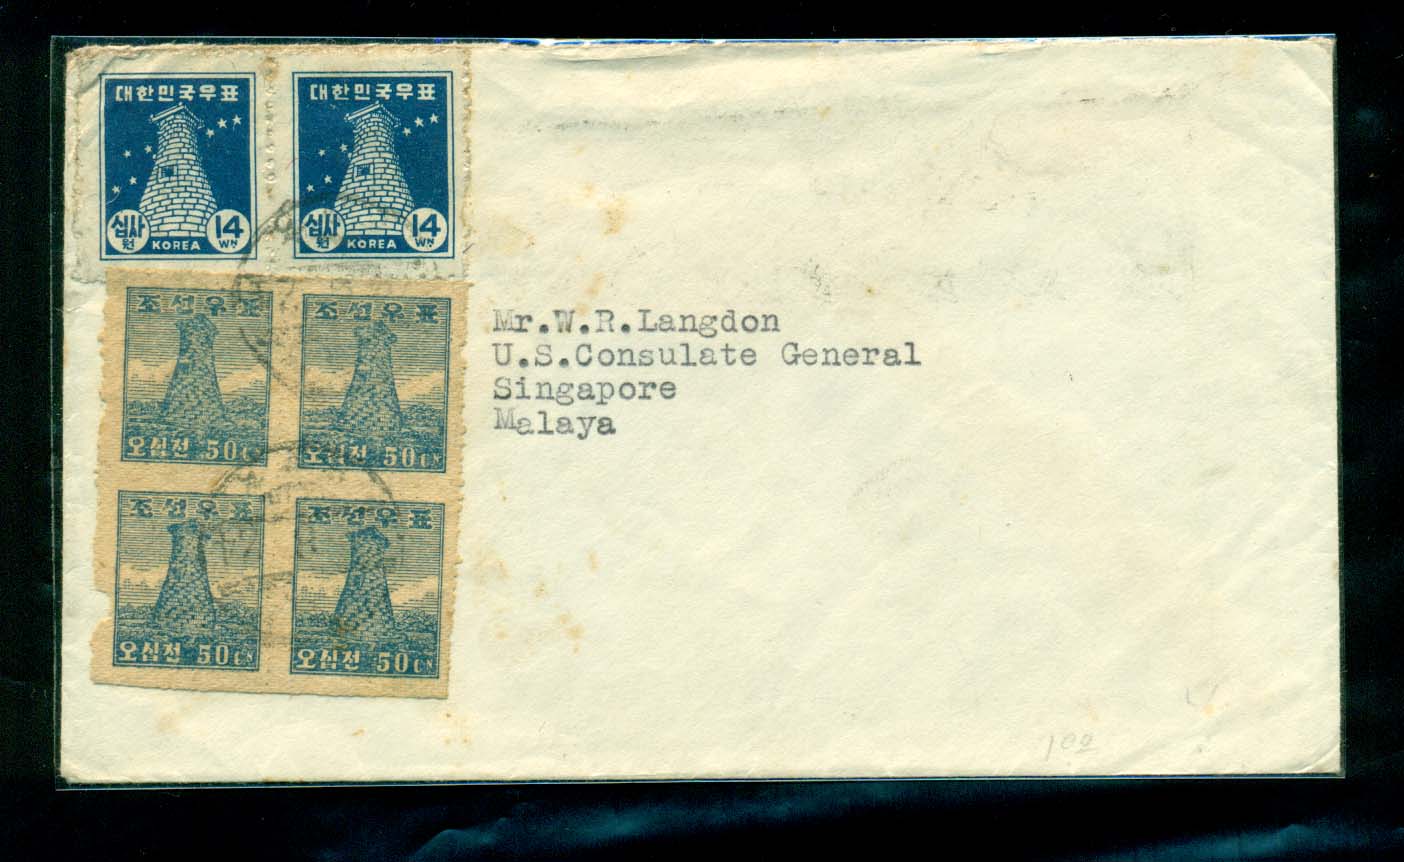 대한민국우표 대한민국우표
십사원 KOREA 14 WN 십사원 KOREA 14 WN
조선우표 조선우표
오십전 50 CN 오십전 50 CN
조선우표 조선우표
오십전 50 CN 오십전 50 CN
Mr.W.R.Langdon
U.S.Consulate General
Singapore
Malaya
100